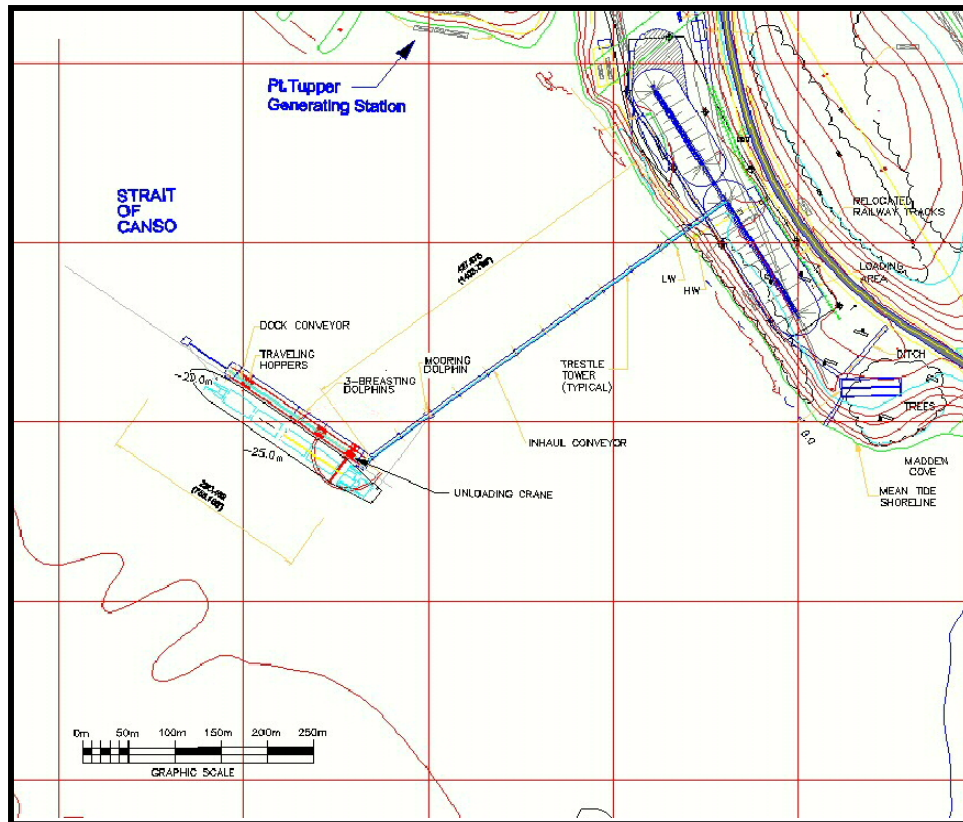 Pt.Tupper
Generating Station
STRAIT
OF
CANSO
RELOCATED
RAILWAY TRACKS
LOADING
AREA
LW
HW
DOCK CONVEYOR
TRAVELING
HOPPERS
3-BREASTING
DOLPHINS
MOORING
DOLPHIN
TRESTLE
TOWER
(TYPICAL)
DITCH
TREES
-20.0m
-25.0m
INHAUL CONVEYOR
UNLOADING CRANE
0.0
MADDEN
COVE
MEAN TIDE
SHORELINE
0m 50m 100m 150m 200m 250m
GRAPHIC SCALE